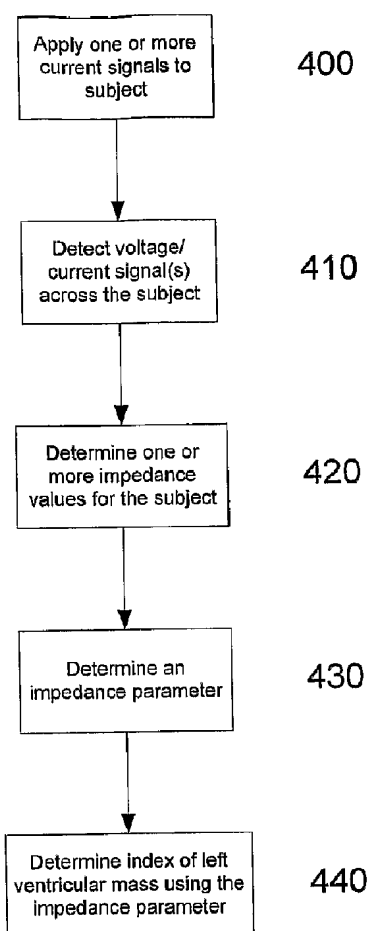 Apply one or more
current signals to
subject
400
Detect voltage/
current signal(s)
across the subject
410
Determine one or
more impedance
values for the subject
420
Determine an
impedance parameter
430
Determine index of left
ventricular mass using the
impedance parameter
440